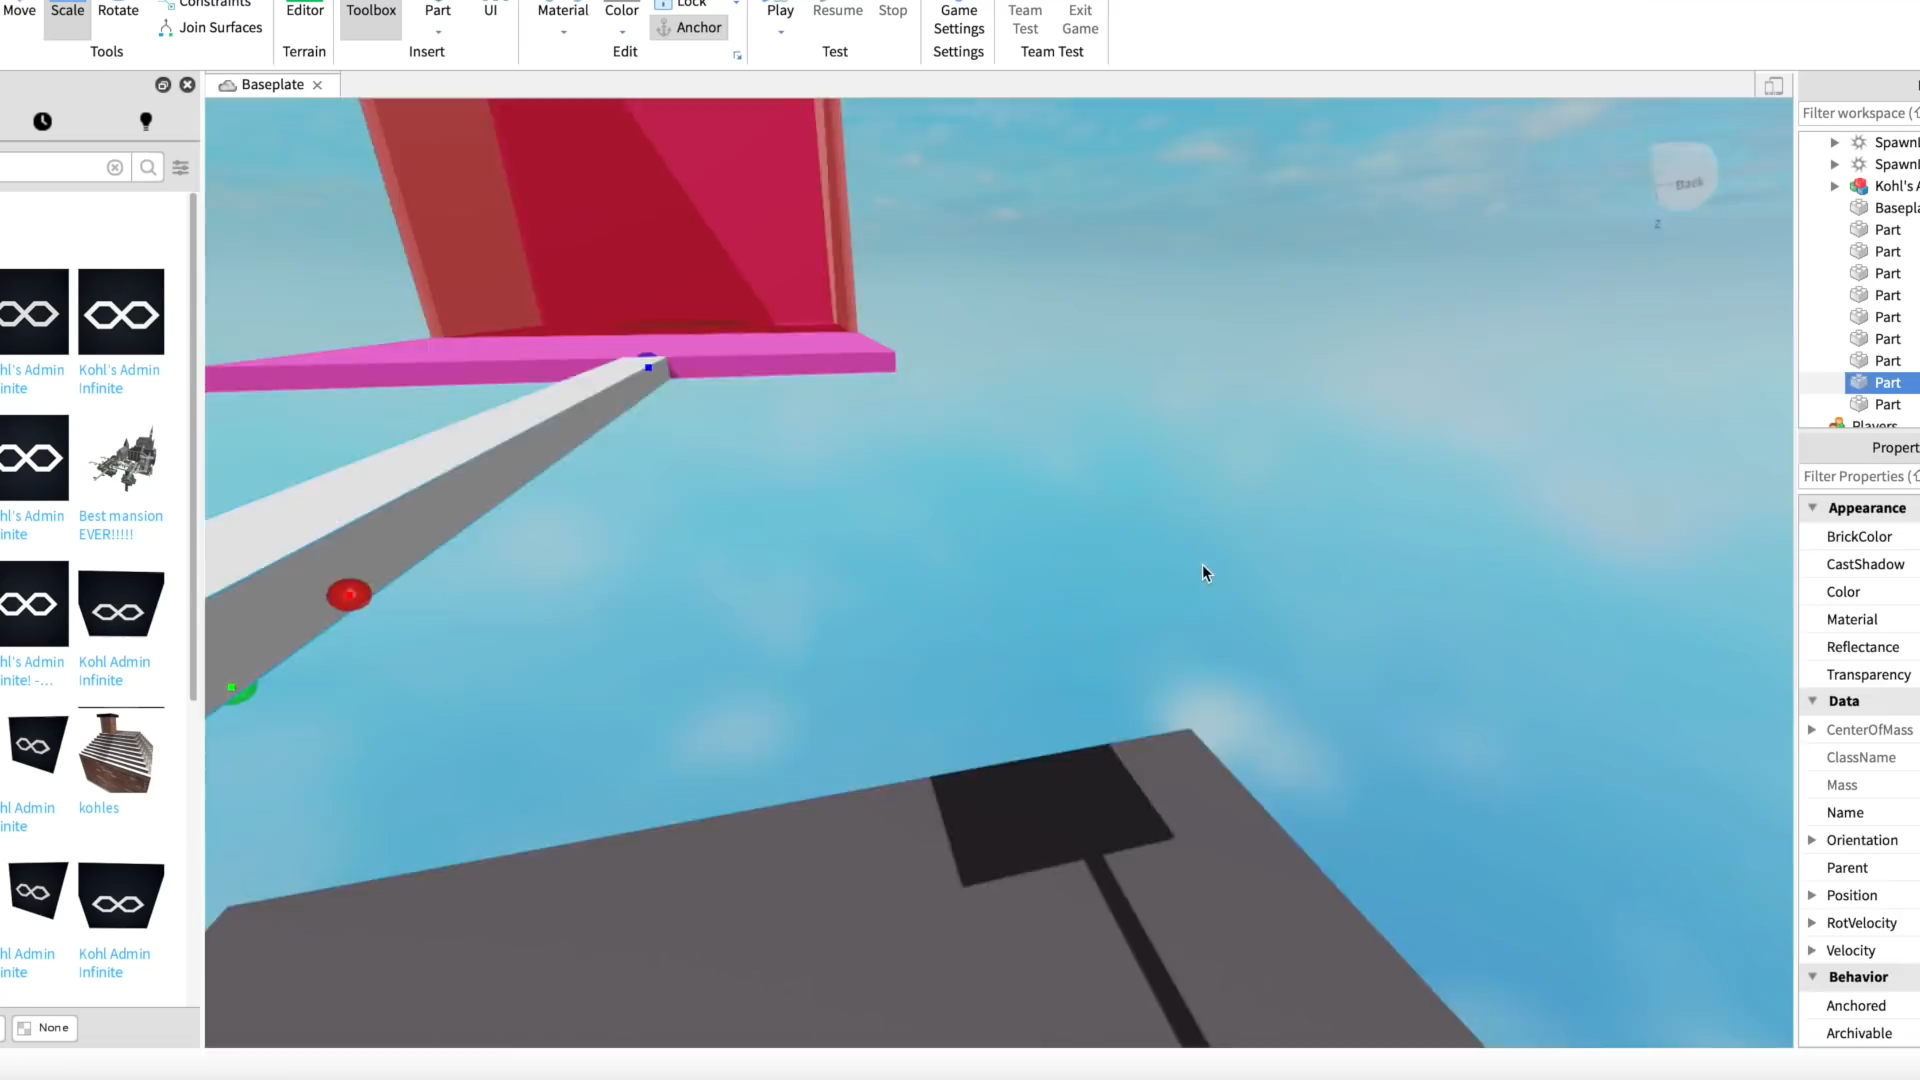 Move
Scale
Rotate
Constraints
Join Surfaces
Tools
Editor
Terrain
Toolbox
Part
UI
Insert
Material
Color
Lock
Anchor
Edit
Play
Resume
Stop
Test
Game
Settings
Settings
Team
Test
Exit
Game
Team Test
Baseplate
hl's Admin
inite
Kohl's Admin
Infinite
hl's Admin
inite
Best mansion
EVER!!!!!
hl's Admin
inite! -...
Kohl Admin
Infinite
hl Admin
inite
kohles
hl Admin
inite
Kohl Admin
Infinite
None
Back
Z
Filter workspace (
Spawnl
Spawnl
Kohl's A
Basepla
Part
Part
Part
Part
Part
Part
Part
Part
Part
Players
Propert
Filter Properties (
Appearance
BrickColor
CastShadow
Color
Material
Reflectance
Transparency
Data
CenterOfMass
ClassName
Mass
Name
Orientation
Parent
Position
RotVelocity
Velocity
Behavior
Anchored
Archivable